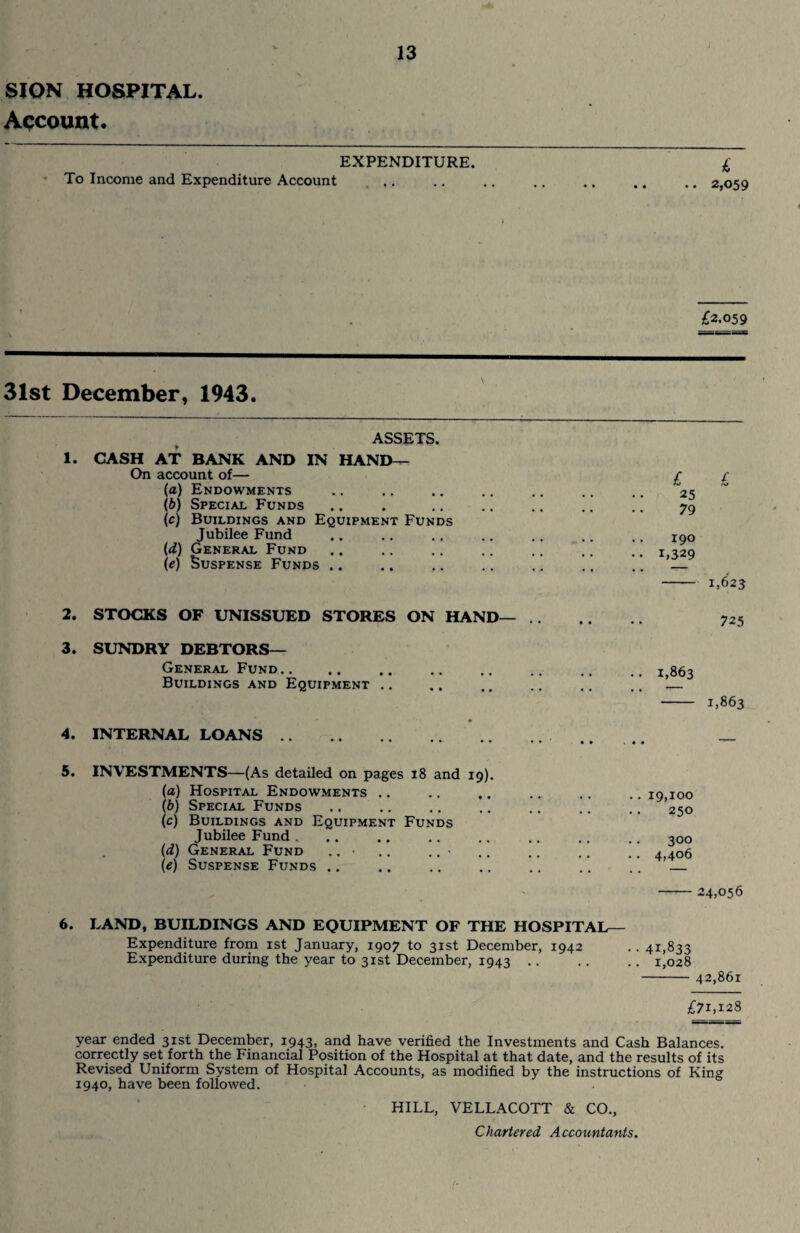 13
SION HOSPITAL.
Account.
EXPENDITURE. £
To Income and Expenditure Account .. .. .. .. .. .. .. 2,059
£2,059
31st December, 1943.
ASSETS.
1. CASH AT BANK AND IN HAND—
On account of— £ £
(a) ENDOWMENTS .. .. .. .. .. .. .. 25
(b) SPECIAL FUNDS .. . .. .. .. .. .. 79
(c) BUILDINGS AND EQUIPMENT FUNDS
Jubilee Fund .. .. .. .. .. .. .. 190
(d) GENERAL FUND .. .. .. .. .. .. .. 1,329
(e) SUSPENSE FUNDS .. .. .. .. .. .. .. —
1,623
2. STOCKS OF UNISSUED STORES ON HAND— .. .. .. 725
3. SUNDRY DEBTORS—
GENERAL FUND.. .. .. .. .. .. .. .. 1,863
BUILDINGS AND EQUIPMENT .. .. .. .. .. .. —
1,863
4. INTERNAL LOANS .. .. .. .. .. .. .. .. —
5. INVESTMENTS—(As detailed on pages 18 and 19).
(a) HOSPITAL ENDOWMENTS .. .. .. .. .. .. 19,100
(b) SPECIAL FUNDS .. .. .. .. .. .. .. 250
(c) BUILDINGS AND EQUIPMENT FUNDS
Jubilee Fund . .. .. .. .. .. .. .. 300
(d) GENERAL FUND .. .. .. .. .. .. .. 4,406
(e) SUSPENSE FUNDS .. .. .. .. .. .. .. —
24,056
6. LAND, BUILDINGS AND EQUIPMENT OF THE HOSPITAL—
Expenditure from 1st January, 1907 to 31st December, 1942 .. 41,833
Expenditure during the year to 31st December, 1943 .. .. .. 1,028
42,861
£71,128
year ended 31st December, 1943, and have verified the Investments and Cash Balances.
correctly set forth the Financial Position of the Hospital at that date, and the results of its
Revised Uniform System of Hospital Accounts, as modified by the instructions of King
1940, have been followed.
HILL, VELLACOTT & CO.,
Chartered Accountants.